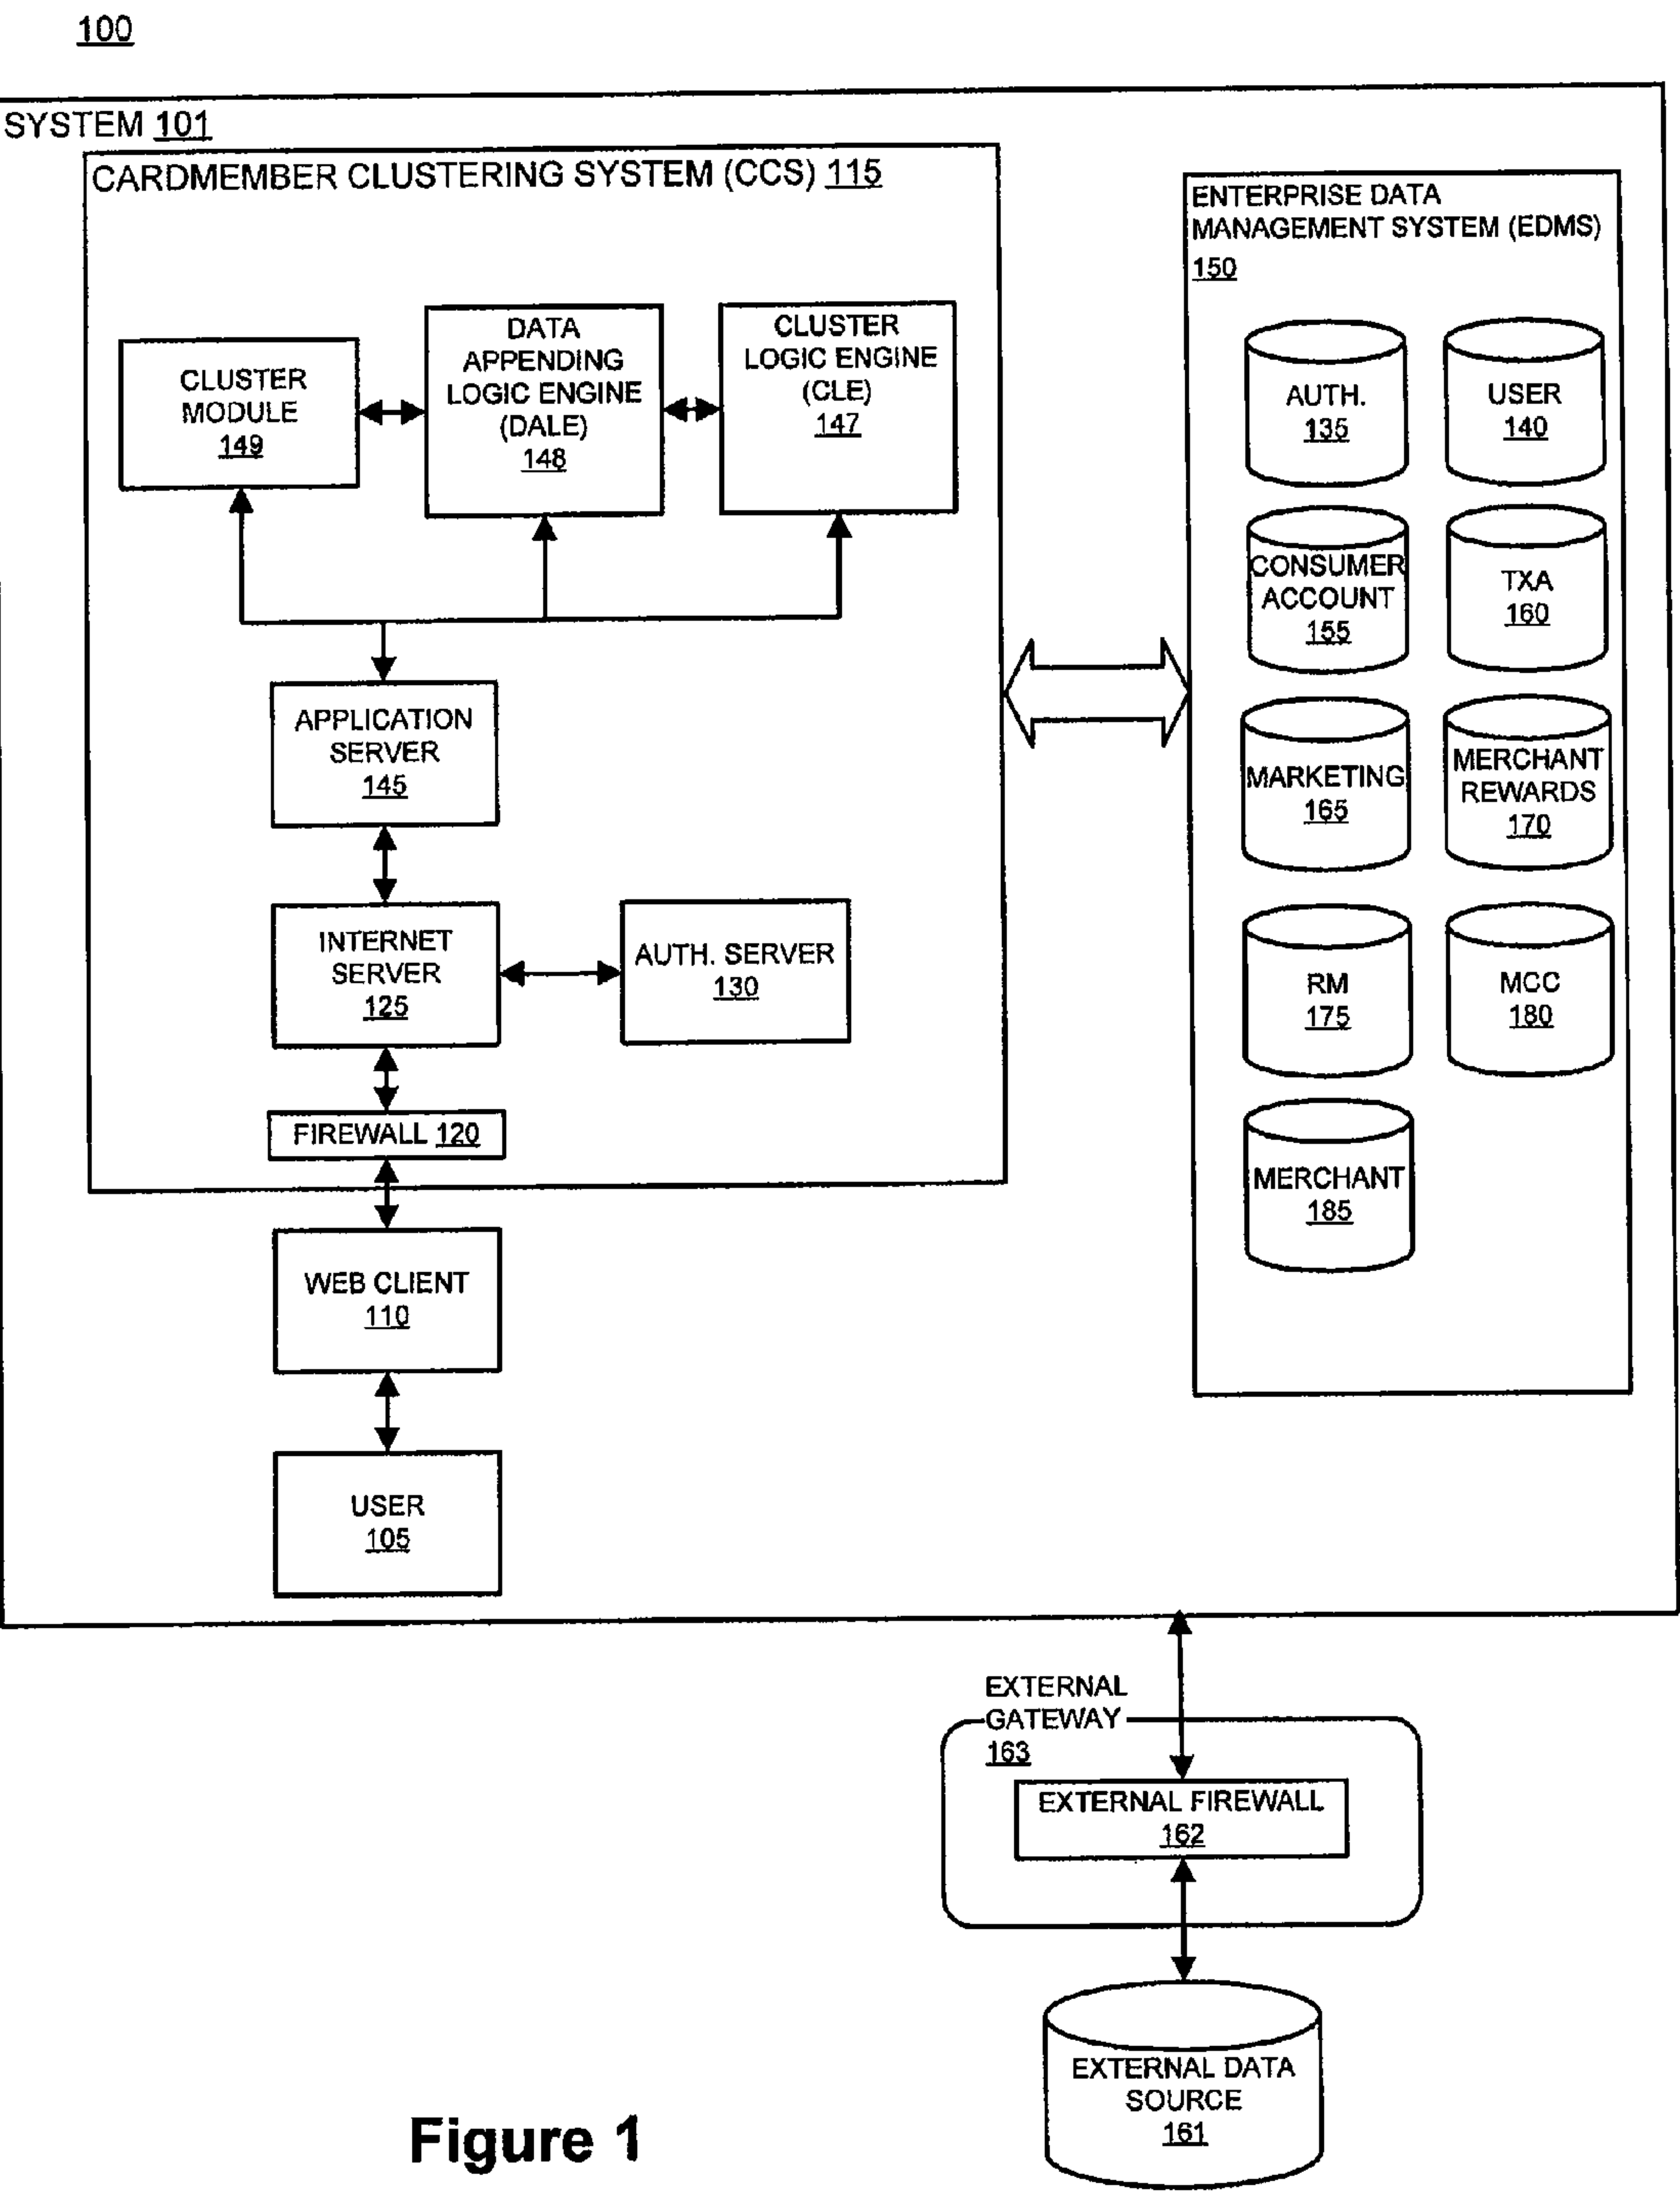 100
SYSTEM 101
CARDMEMBER CLUSTERING SYSTEM (CCS) 115
CLUSTER
MODULE
149
DATA
APPENDING
LOGIC ENGINE
(DALE)
148
CLUSTER
LOGIC ENGINE
(CLE)
147
APPLICATION
SERVER
145
INTERNET
SERVER
125
AUTH. SERVER
130
FIREWALL 120
WEB CLIENT
110
USER
105
ENTERPRISE DATA
MANAGEMENT SYSTEM (EDMS)
150
AUTH.
135
USER
140
CONSUMER
ACCOUNT
155
TXA
160
MARKETING
165
MERCHANT
REWARDS
170
RM
175
MCC
180
MERCHANT
185
EXTERNAL
GATEWAY
163
EXTERNAL FIREWALL
162
EXTERNAL DATA
SOURCE
161
Figure 1